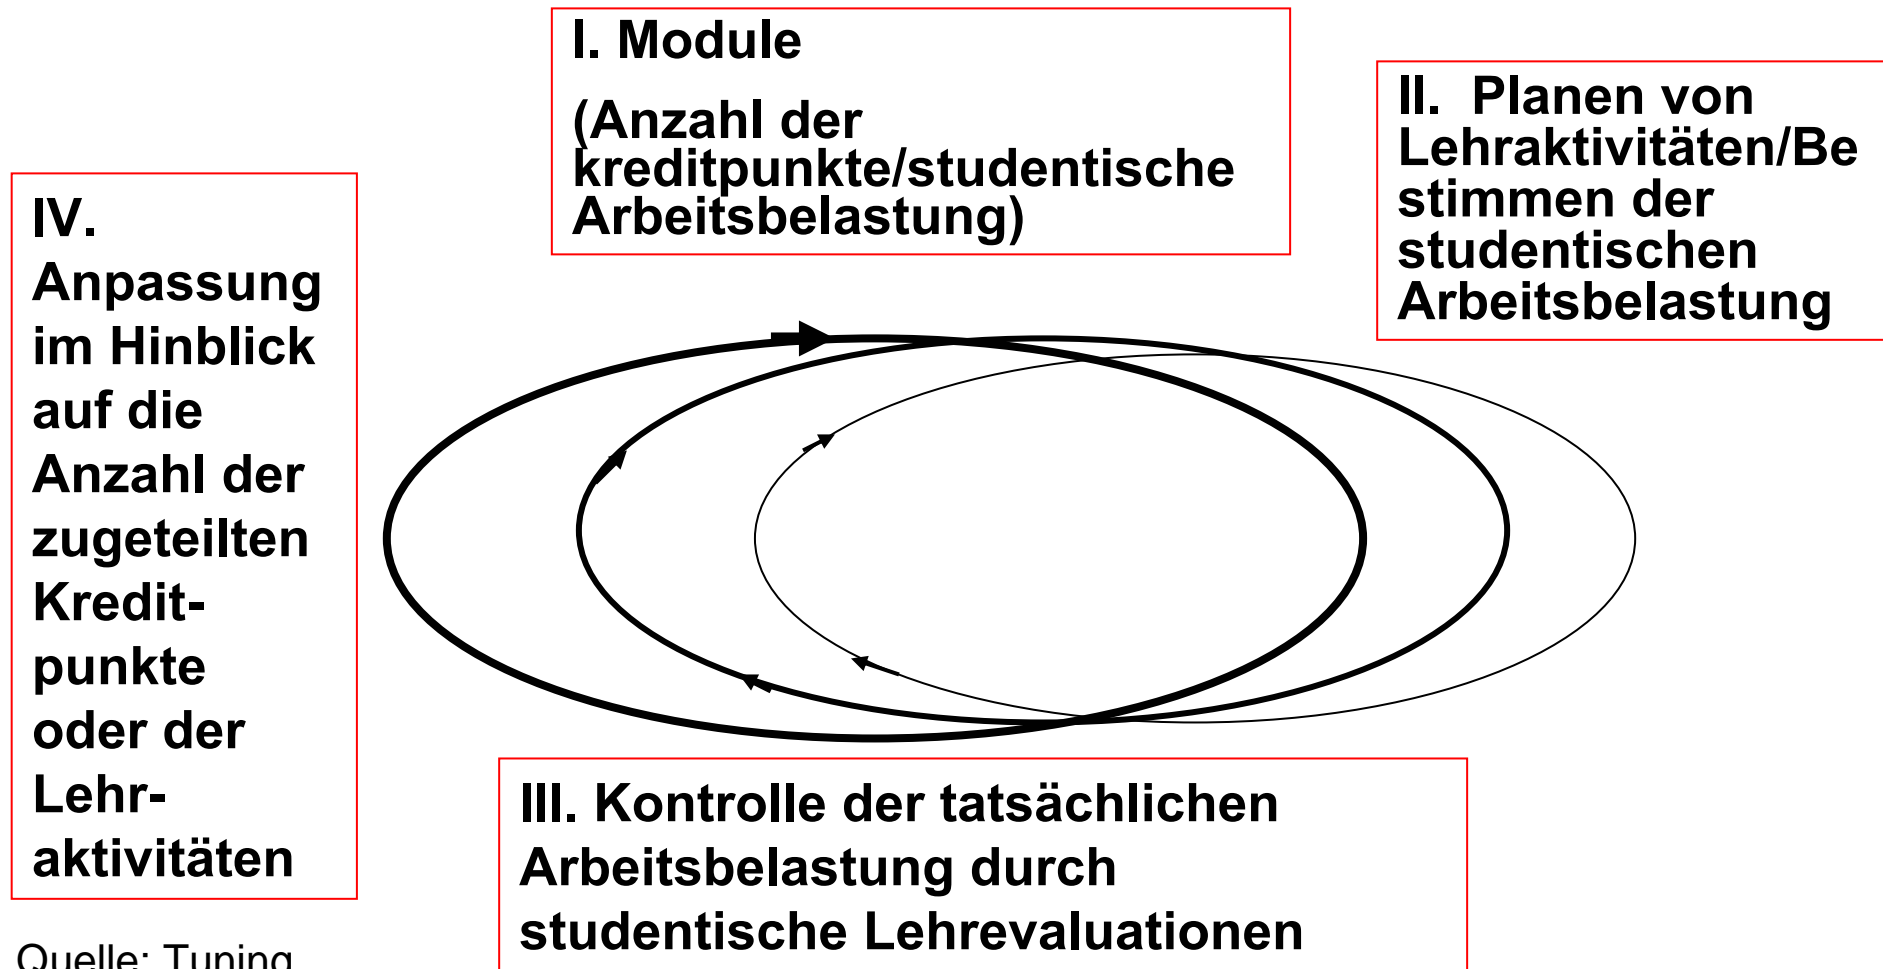 I. Module
(Anzahl der
kreditpunkte/studentische
Arbeitsbelastung)
II. Planen von
Lehraktivitäten/Be
stimmen der
studentischen
Arbeitsbelastung
III. Kontrolle der tatsächlichen
Arbeitsbelastung durch
studentische Lehrevaluationen
IV.
Anpassung
im Hinblick
auf die
Anzahl der
zugeteilten
Kredit-
punkte
oder der
Lehr-
aktivitäten
Quelle: Tuning